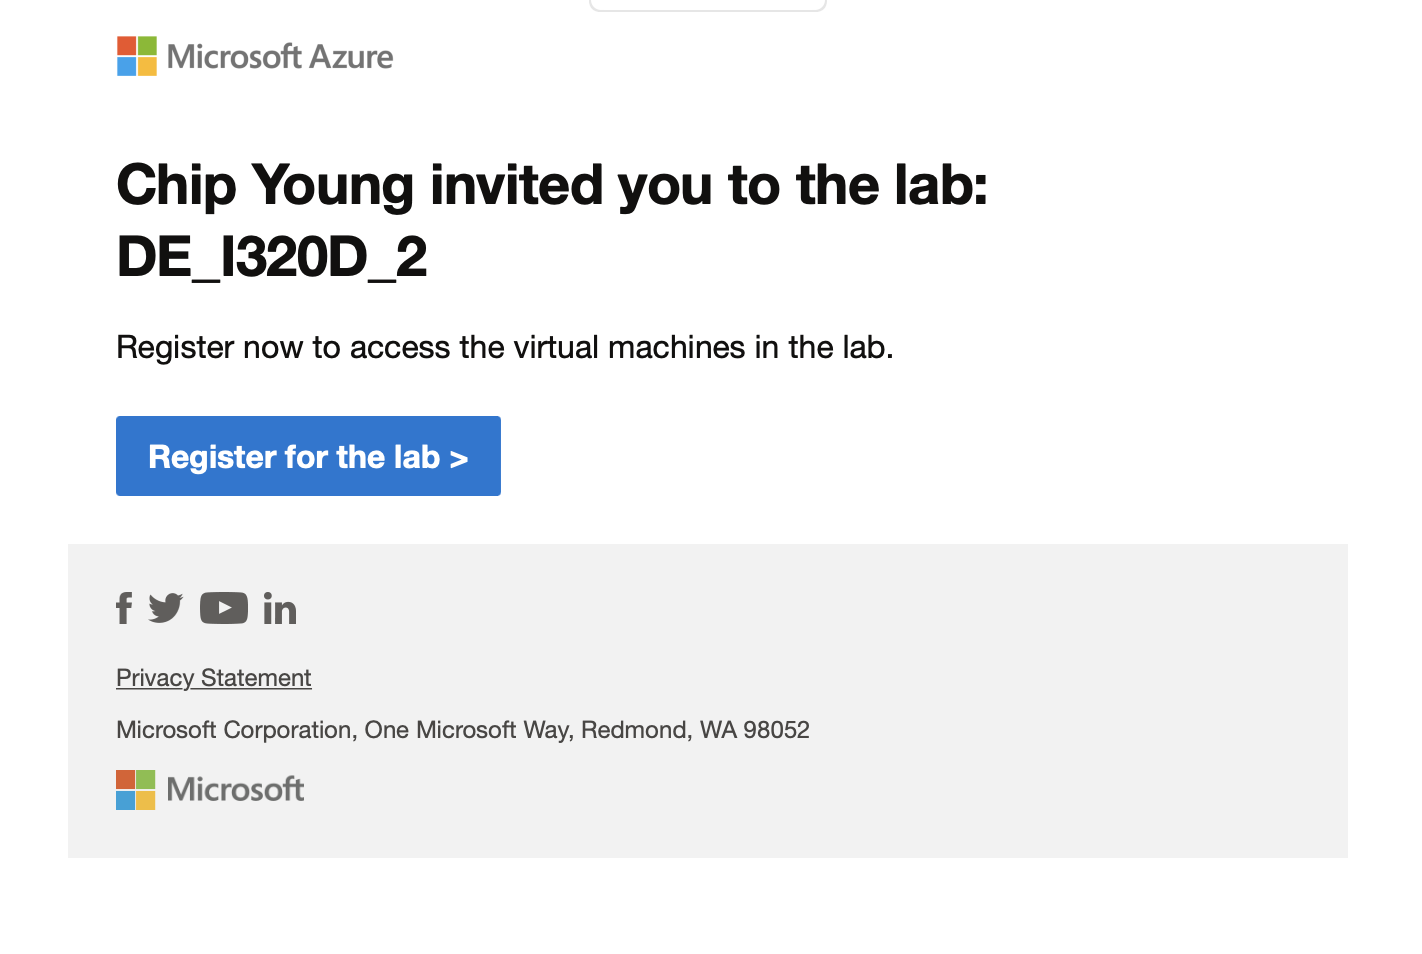 Microsoft Azure
Chip Young invited you to the lab:
DE_I320D_2
Register now to access the virtual machines in the lab.
Register for the lab >
f in
Privacy Statement
Microsoft Corporation, One Microsoft Way, Redmond, WA 98052
Microsoft